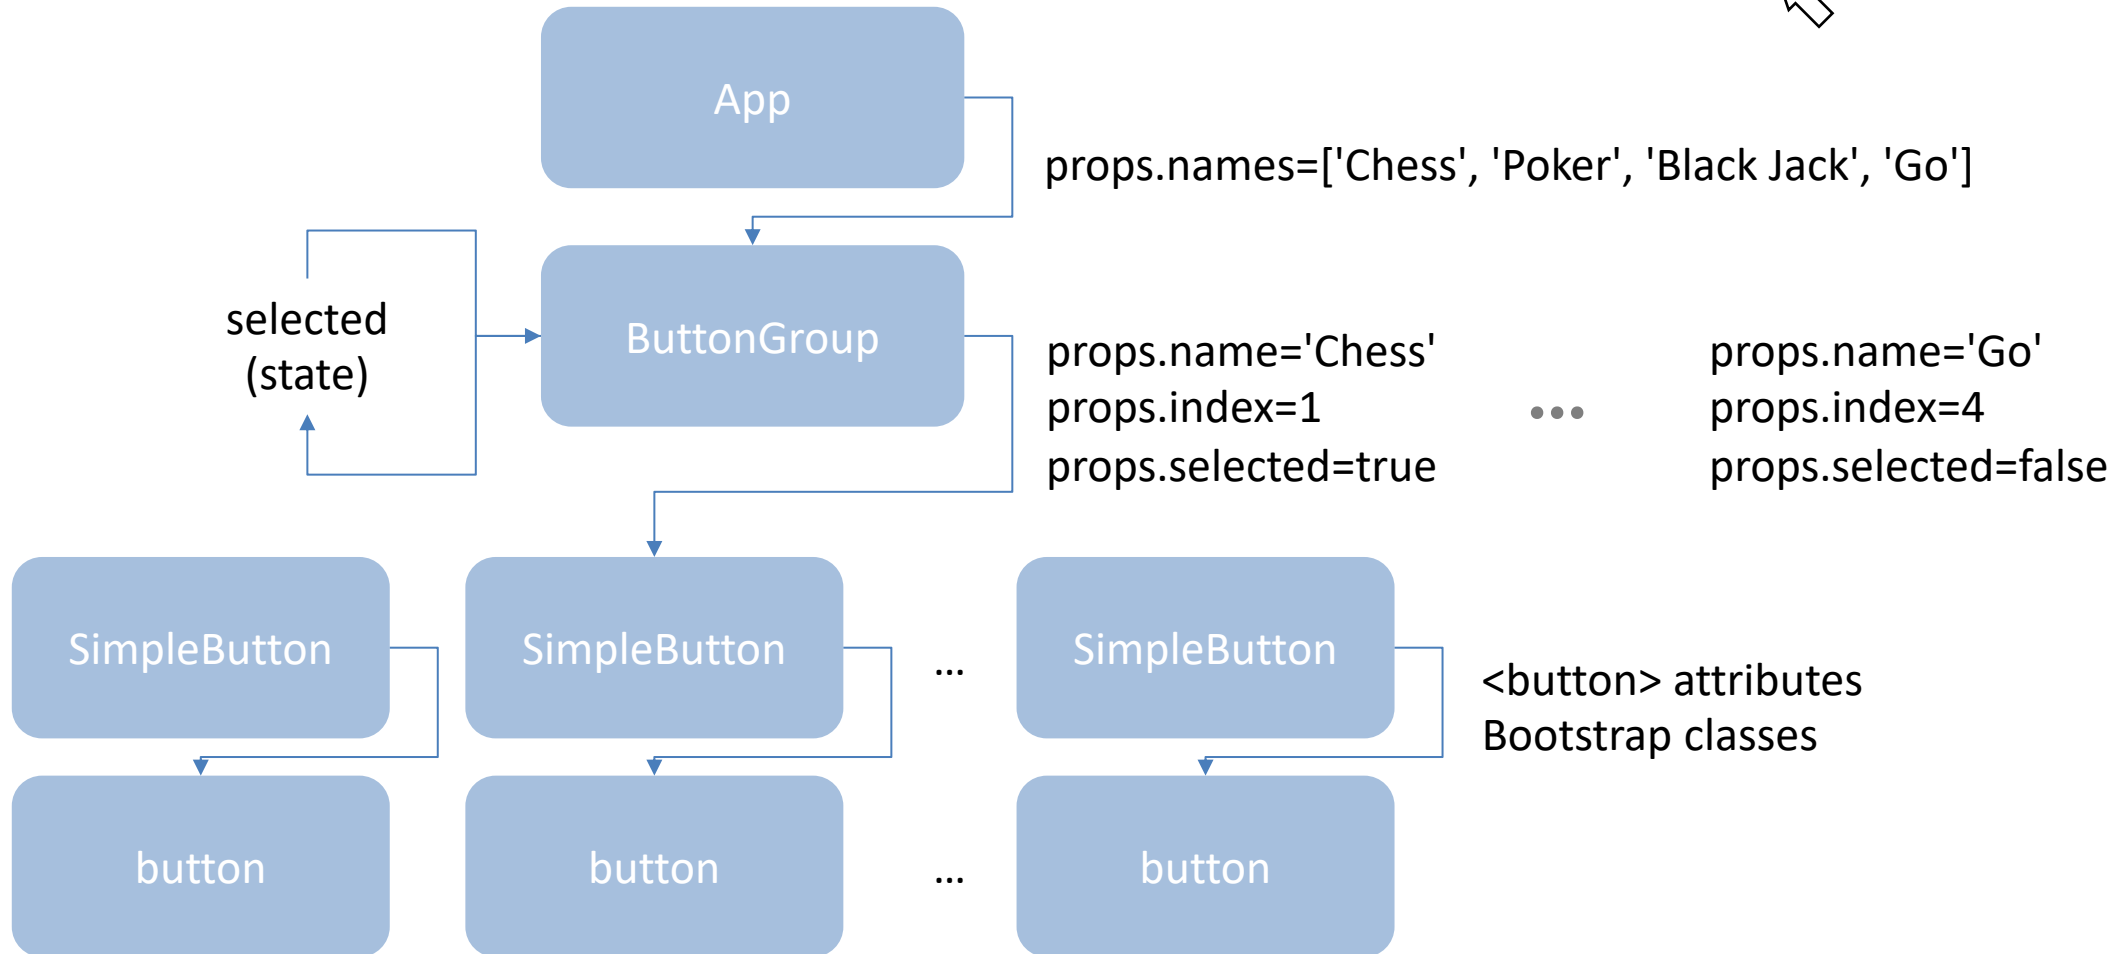 App
props.names=['Chess', 'Poker', 'Black Jack', 'Go']
selected
(state)
ButtonGroup
props.name='Chess'
props.index=1
props.selected=true
...
props.name='Go'
props.index=4
props.selected=false
SimpleButton
SimpleButton
...
SimpleButton
<button> attributes
Bootstrap classes
button
button
...
button